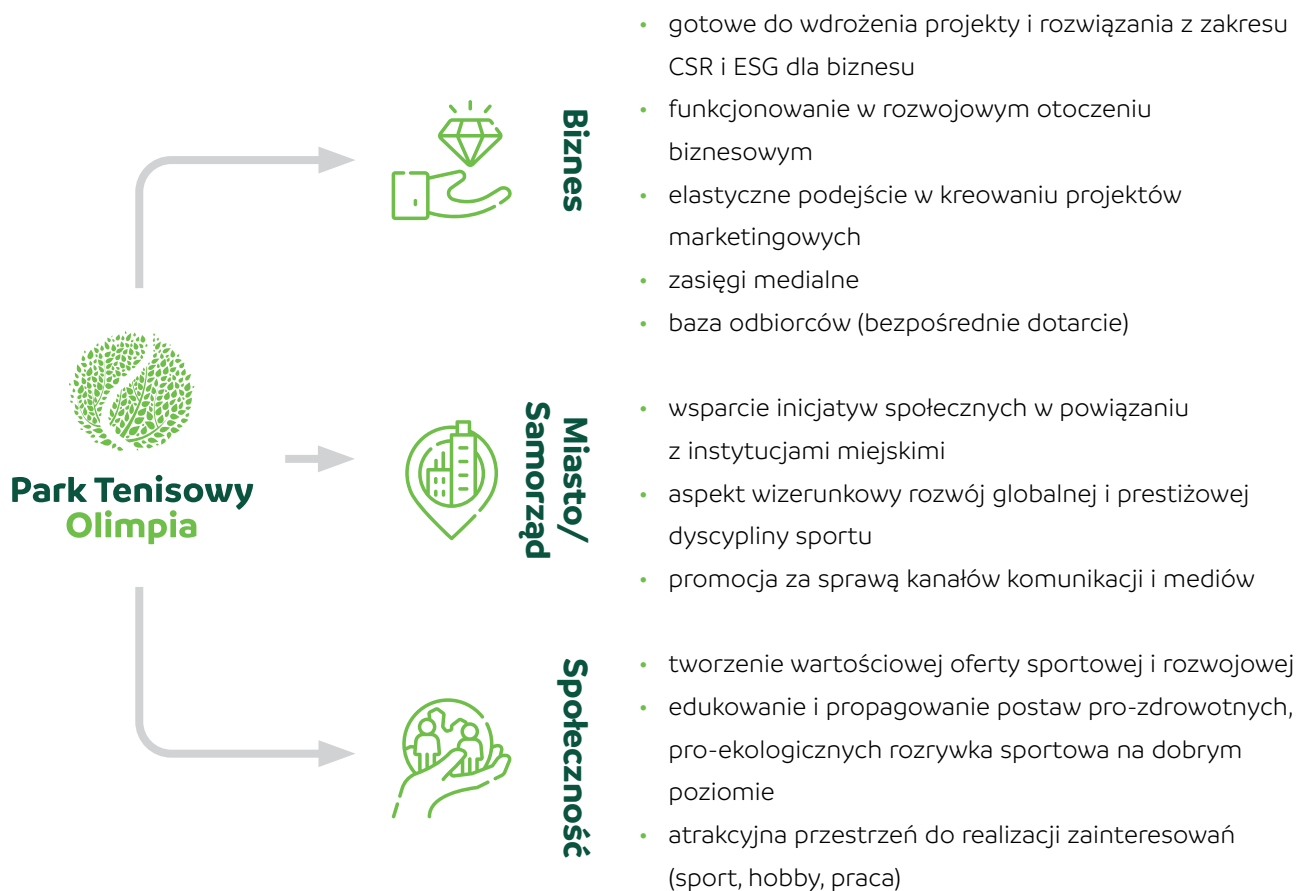 Park Tenisowy
Olimpia
Biznes
• gotowe do wdrożenia projekty i rozwiązania z zakresu
CSR i ESG dla biznesu
• funkcjonowanie w rozwojowym otoczeniu
biznesowym
• elastyczne podejście w kreowaniu projektów
marketingowych
• zasięgi medialne
• baza odbiorców (bezpośrednie dotarcie)
Miasto/
Samorząd
• wsparcie inicjatyw społecznych w powiązaniu
z instytucjami miejskimi
• aspekt wizerunkowy rozwój globalnej i prestiżowej
dyscypliny sportu
• promocja za sprawą kanałów komunikacji i mediów
Społeczność
• tworzenie wartościowej oferty sportowej i rozwojowej
• edukowanie i propagowanie postaw pro-zdrowotnych,
pro-ekologicznych rozrywka sportowa na dobrym
poziomie
• atrakcyjna przestrzeń do realizacji zainteresowań
(sport, hobby, praca)